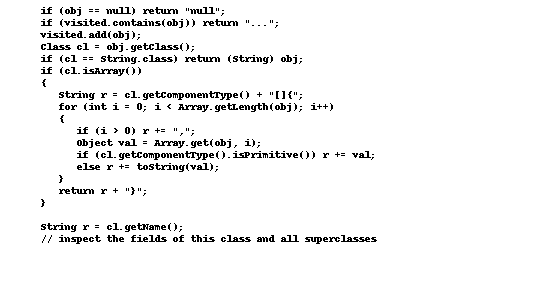 if (obj == null) return "null";
if (visited.contains(obj)) return "...";
visited.add(obj);
Class cl = obj.getClass();
if (cl == String.class) return (String) obj;
if (cl.isArray())
{
String r = cl.getComponentType() + "[]{";
for (int i = 0; i < Array.getLength(obj); i++)
{
if (i > 0) r += ",";
Object val = Array.get(obj, i);
if (cl.getComponentType().isPrimitive()) r += val;
else r += toString(val);
}
return r + "}";
}
String r = cl.getName();
// inspect the fields of this class and all superclasses